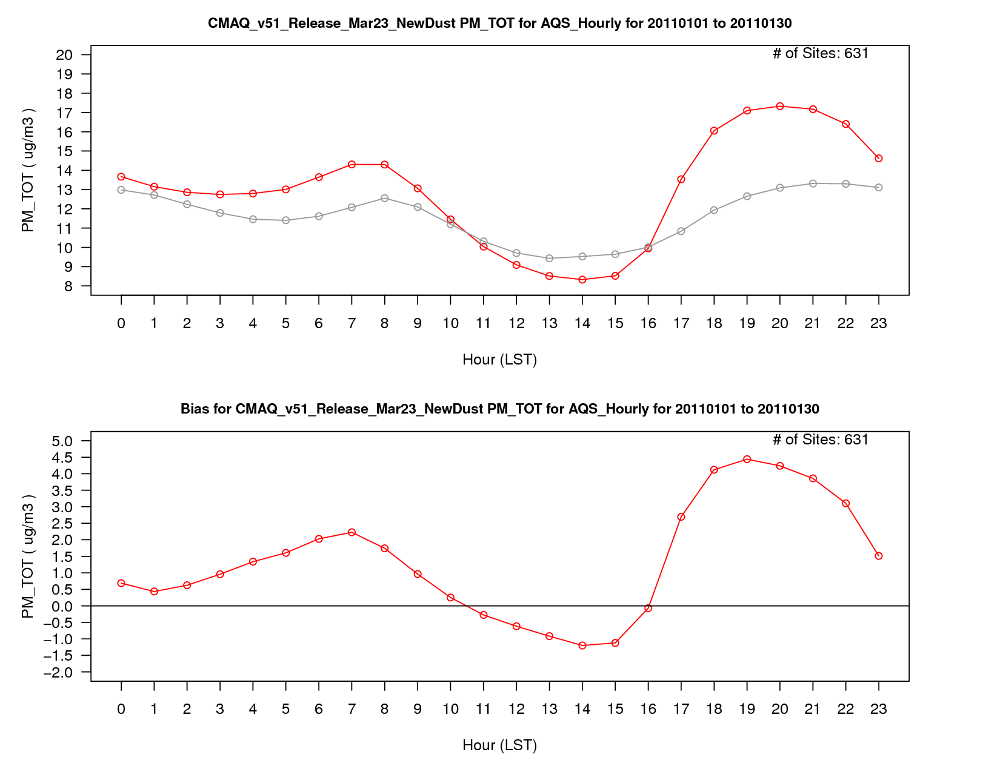 CMAQ_v51_Release_Mar23_NewDust PM_TOT for AQS_Hourly for 20110101 to 20110130
# of Sites: 631
PM_TOT ( ug/m3 )
20
19
18
17
16
15
14
13
12
11
10
9
8
0 1 2 3 4 5 6 7 8 9 10 11 12 13 14 15 16 17 18 19 20 21 22 23
Hour (LST)
Bias for CMAQ_v51_Release_Mar23_NewDust PM_TOT for AQS_Hourly for 20110101 to 20110130
# of Sites: 631
PM_TOT ( ug/m3 )
5.0
4.5
4.0
3.5
3.0
2.5
2.0
1.5
1.0
0.5
0.0
−0.5
−1.0
−1.5
−2.0
0 1 2 3 4 5 6 7 8 9 10 11 12 13 14 15 16 17 18 19 20 21 22 23
Hour (LST)